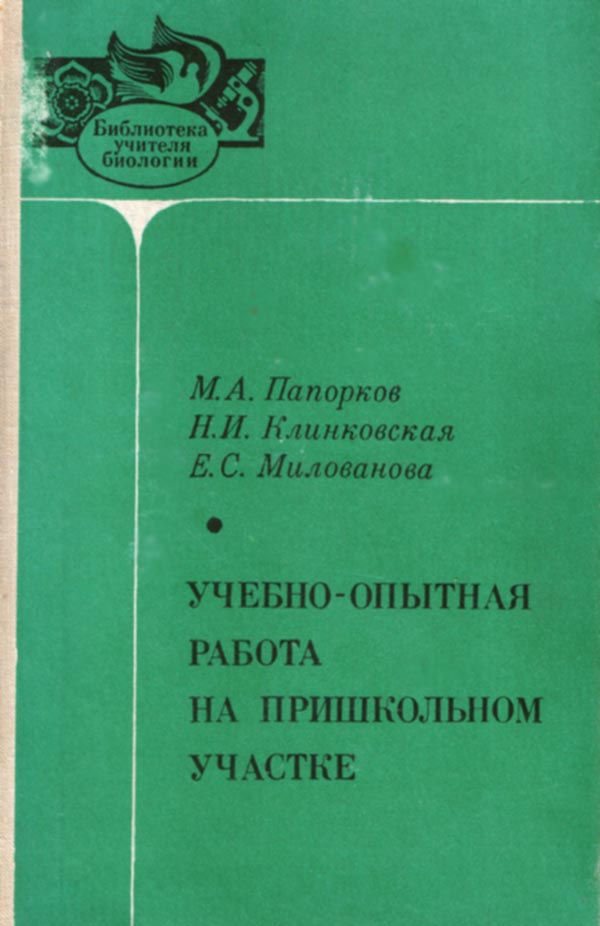 Библиотека
учителя
биологии
М.А. Папорков
Н.И. Клинковская
Е.С. Милованова
УЧЕБНО-ОПЫТНАЯ
РАБОТА
НА ПРИШКОЛЬНОМ
УЧАСТКЕ